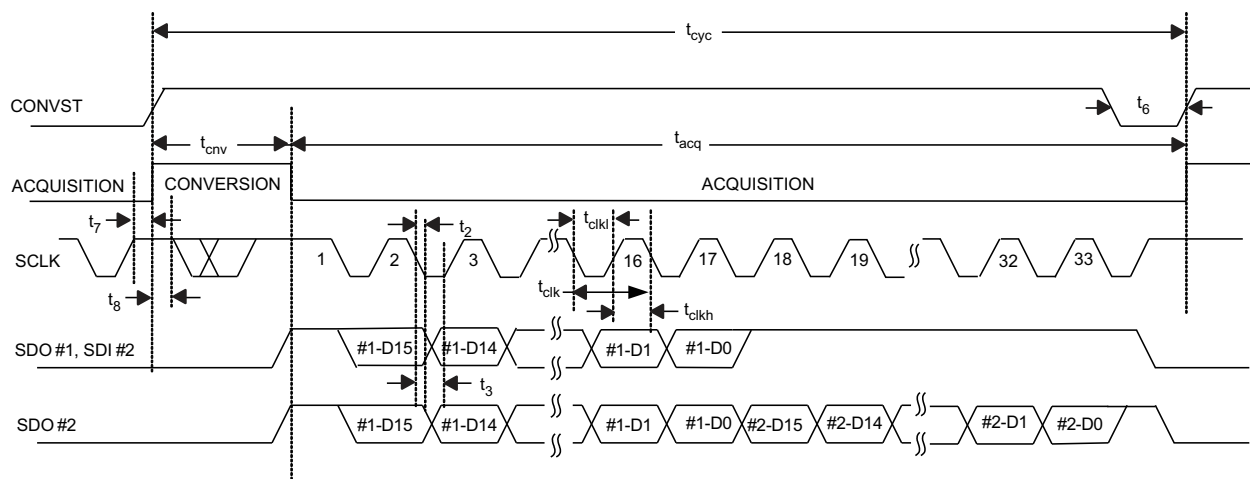 tcyc
CONVST
t6
tcnv
tacq
ACQUISITION
CONVERSION
ACQUISITION
t7
t2
tclkl
SCLK
1
2
3
16
17
18
19
32
33
t8
tclk
tclkh
SDO #1, SDI #2
#1-D15
#1-D14
#1-D1
#1-D0
t3
SDO #2
#1-D15
#1-D14
#1-D1
#1-D0
#2-D15
#2-D14
#2-D1
#2-D0